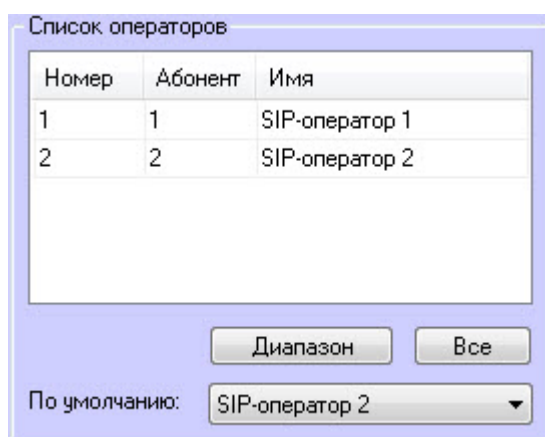 Список операторов
Номер Абонент Имя
1 1 SIP-оператор 1
2 2 SIP-оператор 2
Диапазон Все
По умолчанию: SIP-оператор 2